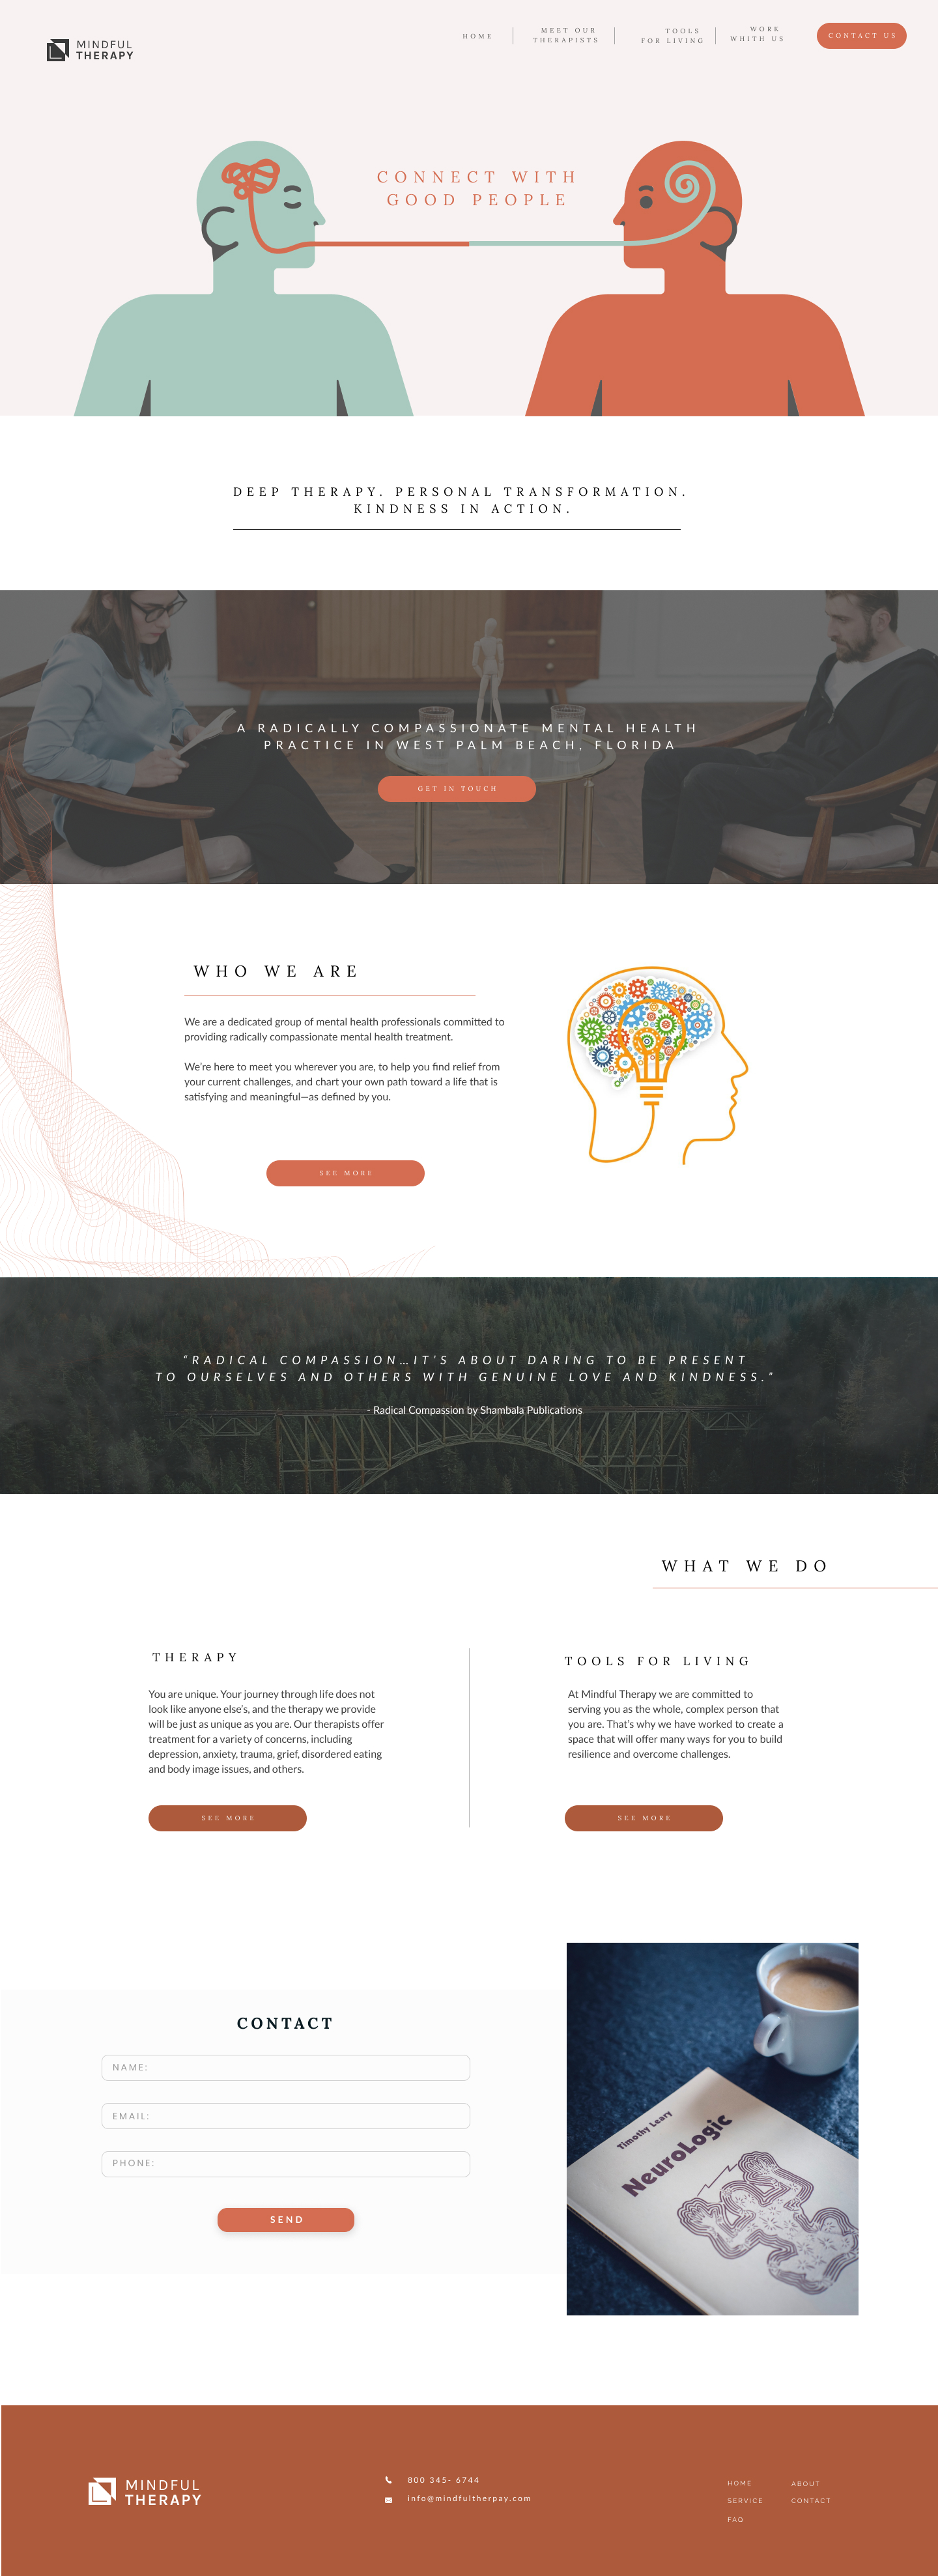 MINDFUL
THERAPY
HOME
MEET OUR
THERAPISTS
TOOLS
FOR LIVING
WORK
WHITH US
CONTACT US
CONNECT WITH
GOOD PEOPLE
DEEP THERAPY. PERSONAL TRANSFORMATION.
KINDNESS IN ACTION.
A RADICALLY COMPASSIONATE MENTAL HEALTH
PRACTICE IN WEST PALM BEACH, FLORIDA
GET IN TOUCH
WHO WE ARE
We are a dedicated group of mental health professionals committed to
providing radically compassionate mental health treatment.
We're here to meet you wherever you are, to help you find relief from
your current challenges, and chart your own path toward a life that is
satisfying and meaningful—as defined by you.
SEE MORE
"RADICAL COMPASSION...IT'S ABOUT DARING TO BE PRESENT
TO OURSELVES AND OTHERS WITH GENUINE LOVE AND KINDNESS."
- Radical Compassion by Shambala Publications
WHAT WE DO
THERAPY
You are unique. Your journey through life does not
look like anyone else's, and the therapy we provide
will be just as unique as you are. Our therapists offer
treatment for a variety of concerns, including
depression, anxiety, trauma, grief, disordered eating
and body image issues, and others.
SEE MORE
TOOLS FOR LIVING
At Mindful Therapy we are committed to
serving you as the whole, complex person that
you are. That's why we have worked to create a
space that will offer many ways for you to build
resilience and overcome challenges.
SEE MORE
CONTACT
NAME:
EMAIL:
PHONE:
SEND
Timothy Leary
NeuroLogic
MINDFUL
THERAPY
800 345- 6744
info@mindfultherpay.com
HOME
ABOUT
SERVICE
CONTACT
FAQ